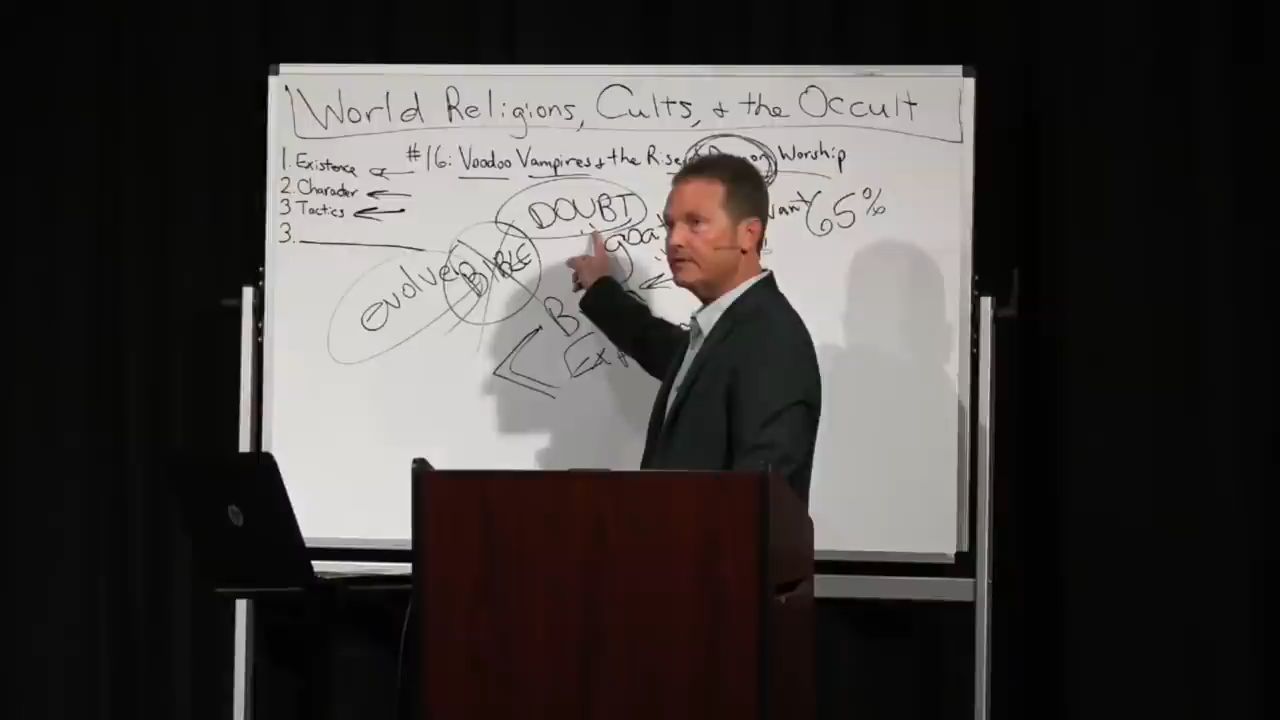 World Religions, Cults, & the Occult
#16: Voodoo Vampires & the Rise Worship
1. Existence
2. Character
3 Tactics
3.
DOUBT
65%
BIBLE
evolve